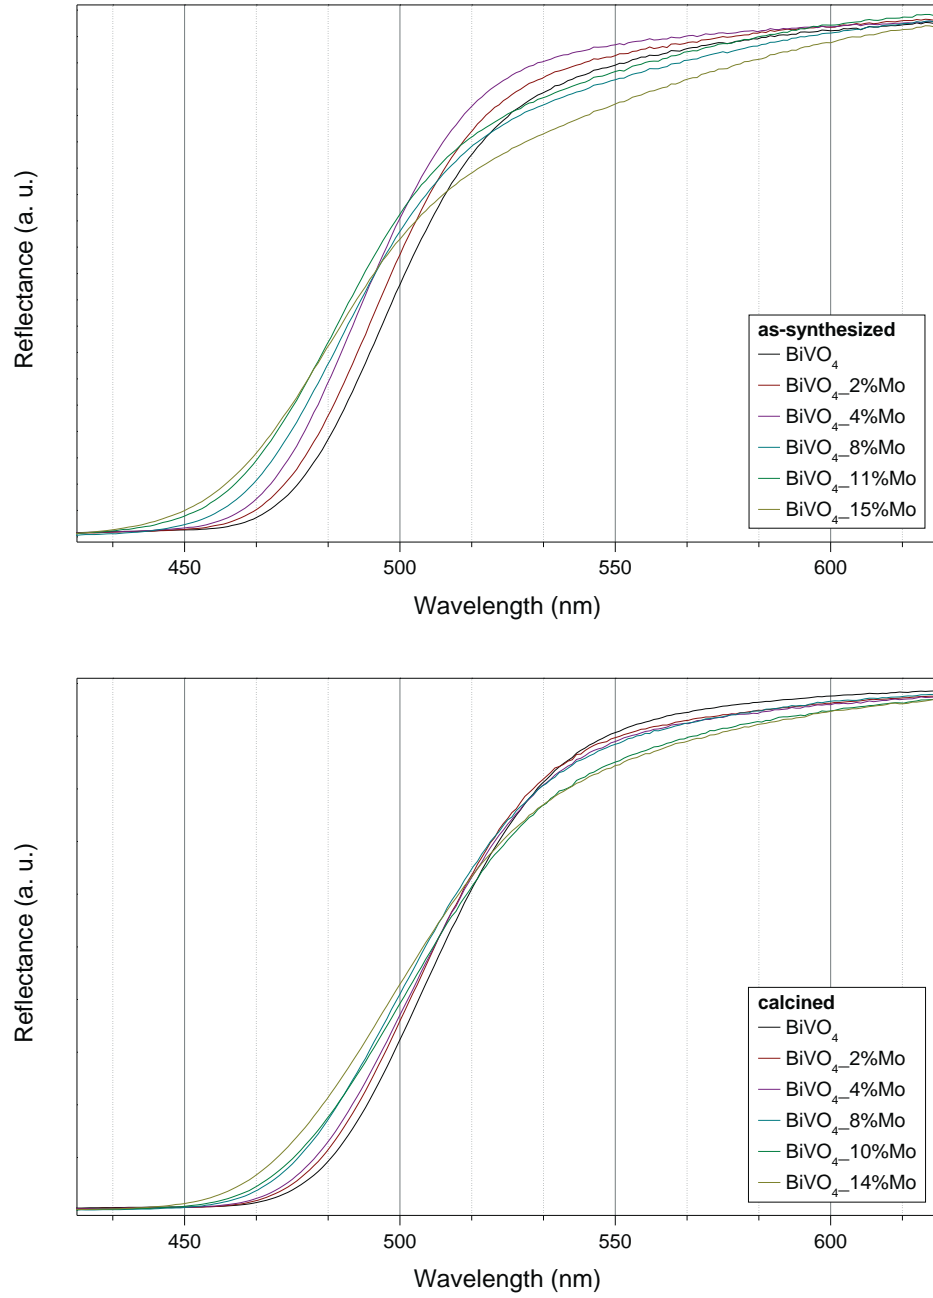 Reflectance (a. u.)
as-synthesized
BiVO₄
BiVO₄_2%Mo
BiVO₄_4%Mo
BiVO₄_8%Mo
BiVO₄_11%Mo
BiVO₄_15%Mo
450 500 550 600
Wavelength (nm)
Reflectance (a. u.)
calcined
BiVO₄
BiVO₄_2%Mo
BiVO₄_4%Mo
BiVO₄_8%Mo
BiVO₄_10%Mo
BiVO₄_14%Mo
450 500 550 600
Wavelength (nm)